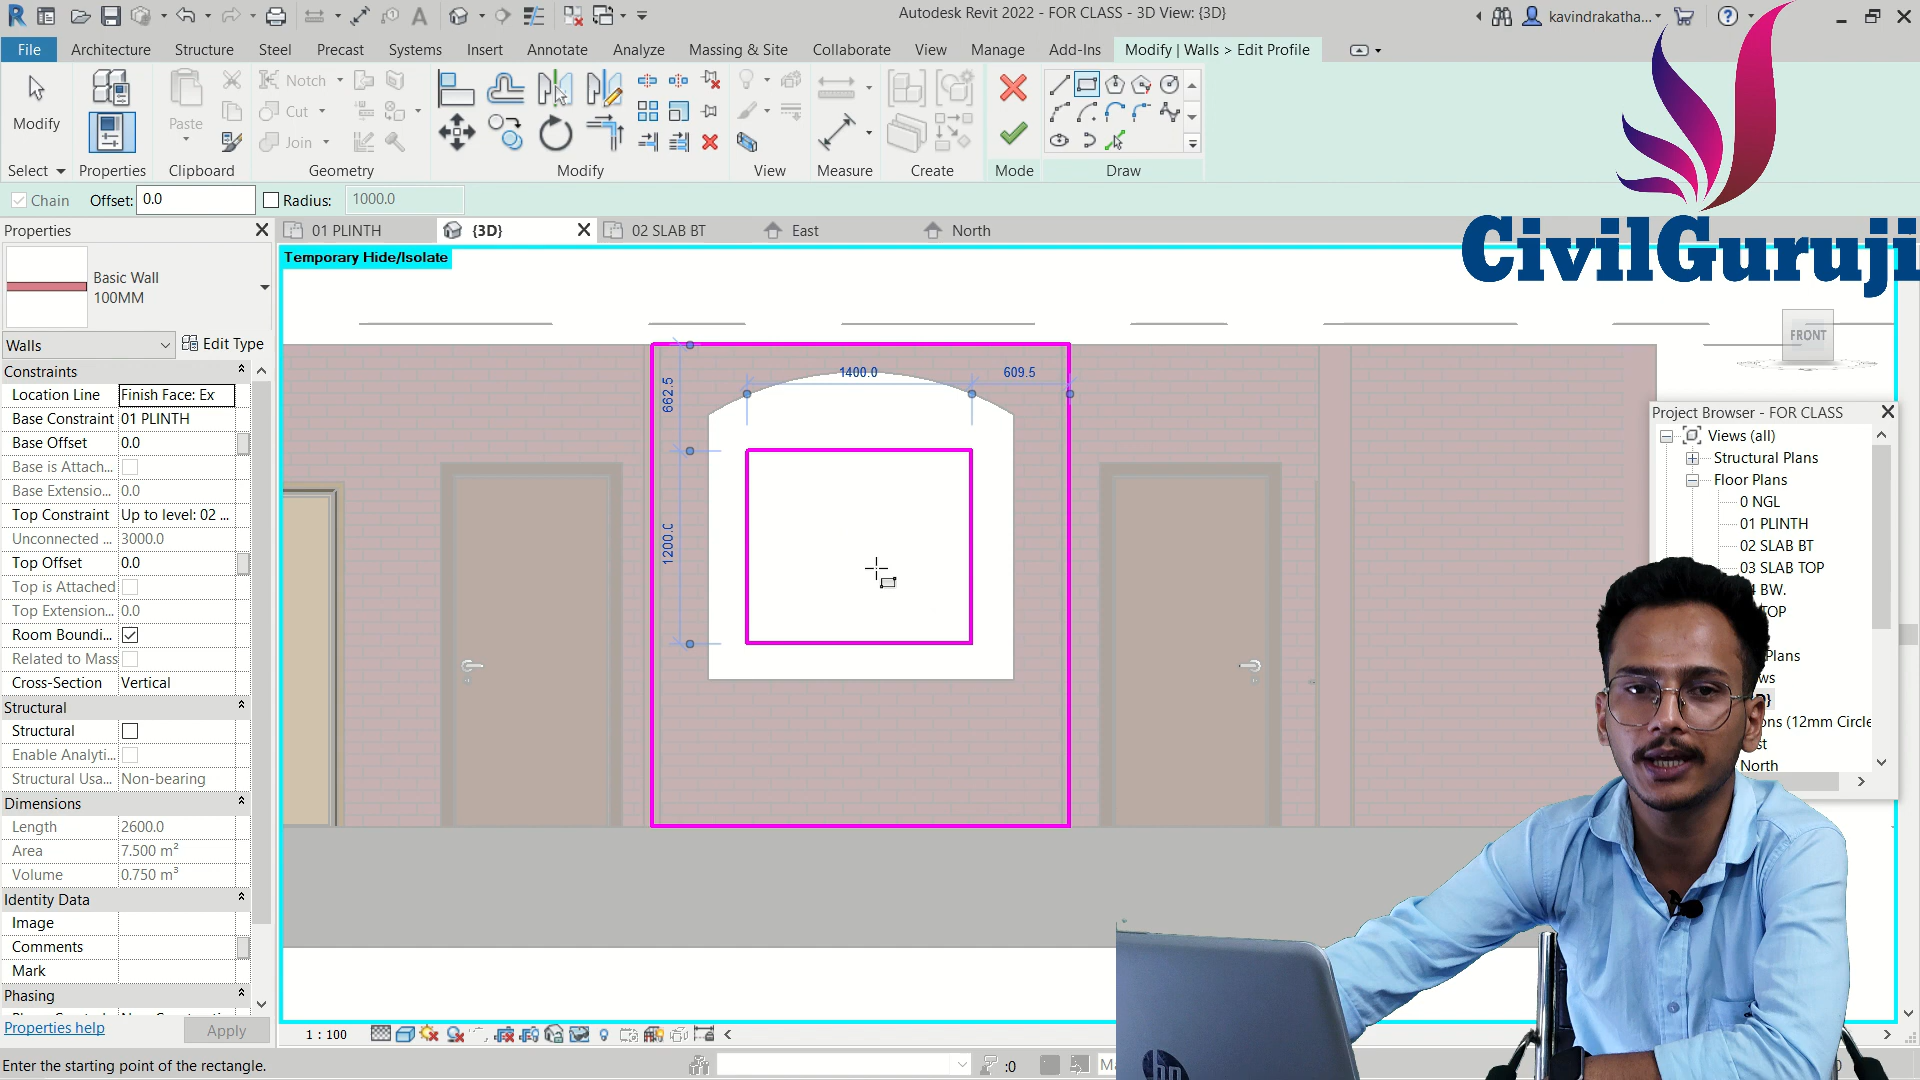 Autodesk Revit 2022 - FOR CLASS - 3D View: {3D}
kavindrakatha...
File Architecture Structure Steel Precast Systems Insert Annotate Analyze Massing & Site Collaborate View Manage Add-Ins Modify | Walls > Edit Profile
Modify Paste Notch Cut Join
Select Properties Clipboard Geometry Modify View Measure Create Mode Draw
Chain Offset: 0.0 Radius: 1000.0
CivilGuruji
Properties
01 PLINTH {3D} 02 SLAB BT East North
Temporary Hide/Isolate
Basic Wall
100MM
Walls Edit Type
Constraints
Location Line Finish Face: Ex
Base Constraint 01 PLINTH
Base Offset 0.0
Base is Attach...
Base Extensio... 0.0
Top Constraint Up to level: 02 ...
Unconnected ... 3000.0
Top Offset 0.0
Top is Attached
Top Extension... 0.0
Room Boundi...
Related to Mass
Cross-Section Vertical
Structural
Structural
Enable Analyti...
Structural Usa... Non-bearing
Dimensions
Length 2600.0
Area 7.500 m²
Volume 0.750 m³
Identity Data
Image
Comments
Mark
Phasing
Properties help Apply
1400.0 609.5
662.5
1200.0
FRONT
Project Browser - FOR CLASS
Views (all)
Structural Plans
Floor Plans
0 NGL
01 PLINTH
02 SLAB BT
03 SLAB TOP
BW.
TOP
Plans
ons (12mm Circle
North
1 : 100
Enter the starting point of the rectangle.
:0
hp